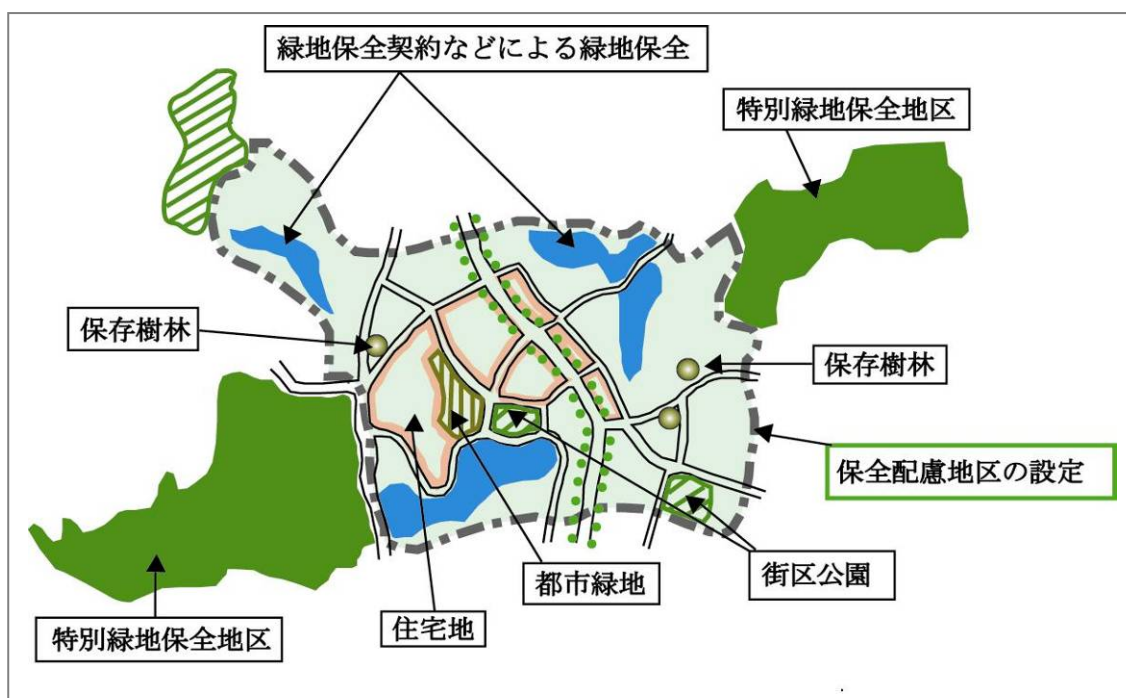 緑地保全契約などによる緑地保全
特別緑地保全地区
保存樹林
保存樹林
保全配慮地区の設定
街区公園
都市緑地
住宅地
特別緑地保全地区